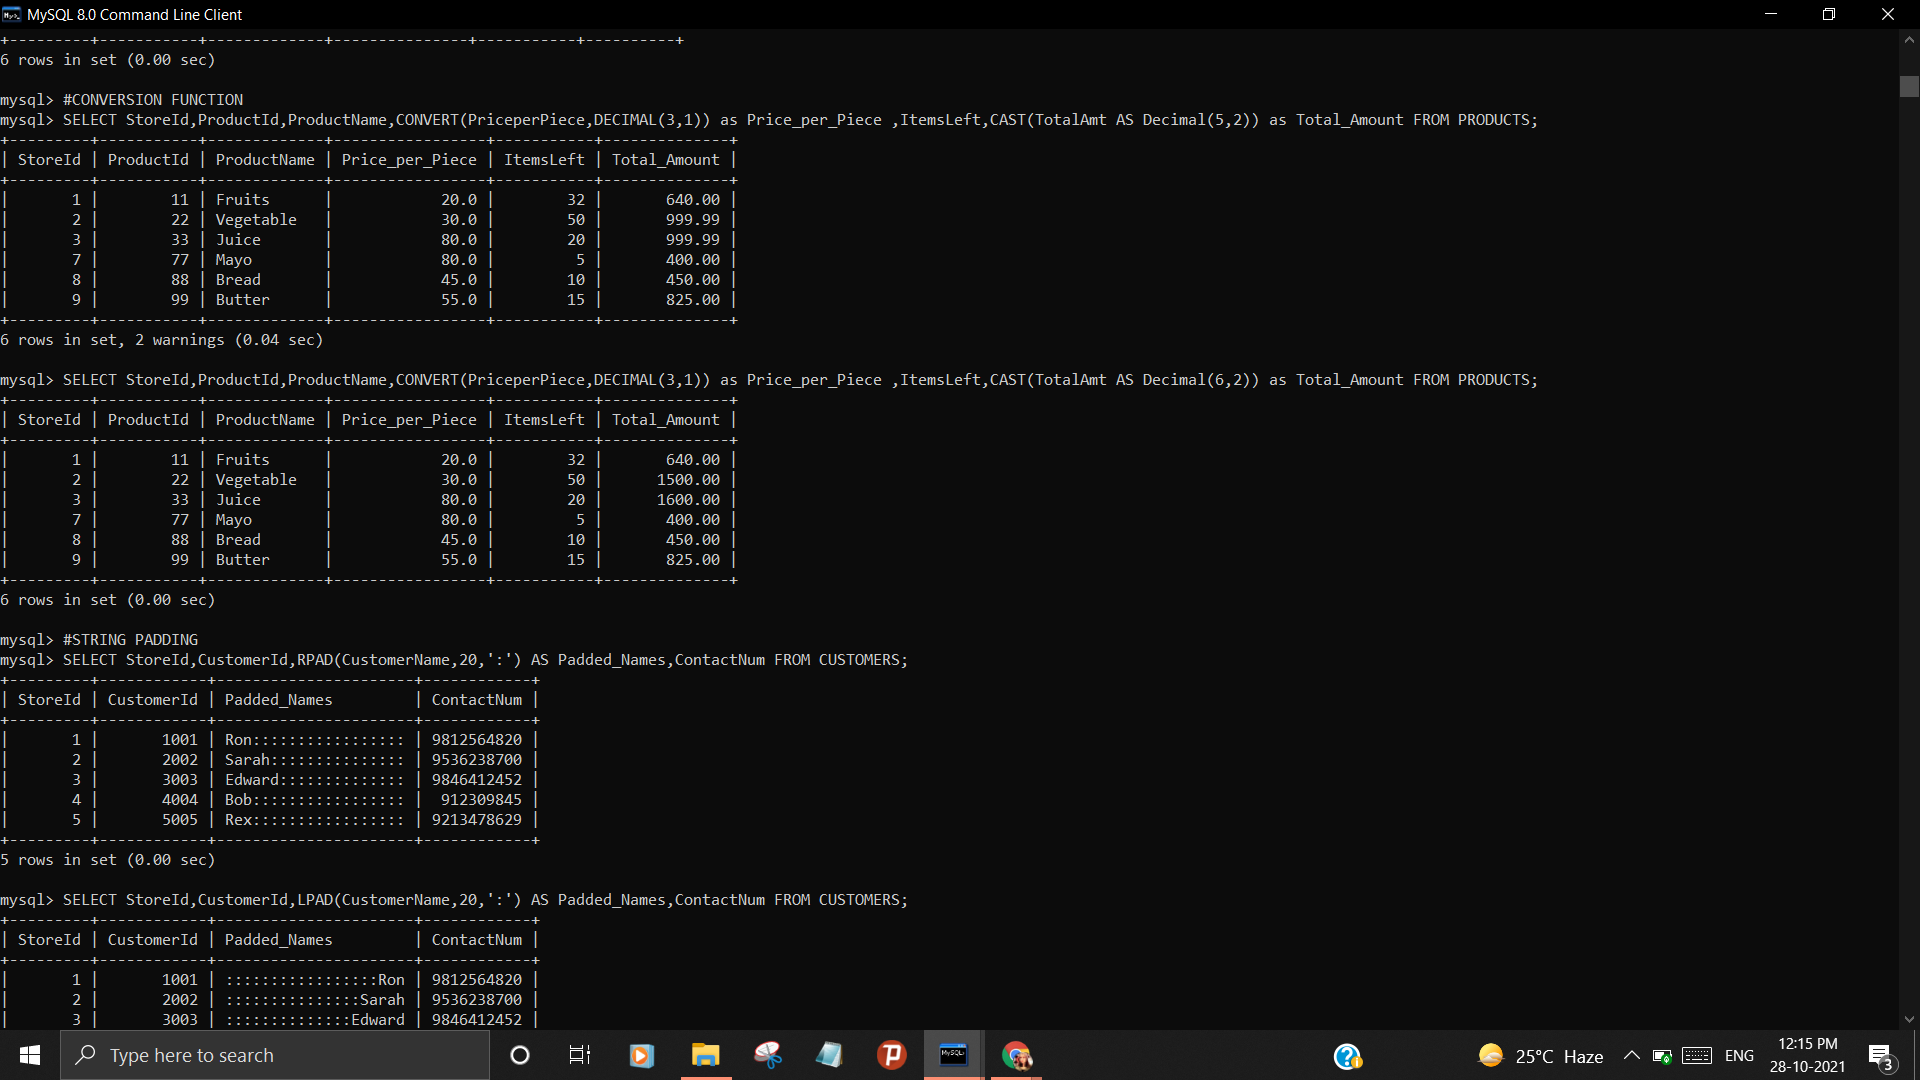 MySQL 8.0 Command Line Client
+---------+-----------+-------------+---------------+-----------+----------+
6 rows in set (0.00 sec)
mysql> #CONVERSION FUNCTION
mysql> SELECT StoreId,ProductId,ProductName,CONVERT(PriceperPiece,DECIMAL(3,1)) as Price_per_Piece ,ItemsLeft,CAST(TotalAmt AS Decimal(5,2)) as Total_Amount FROM PRODUCTS;
+---------+-----------+-------------+-----------------+-----------+--------------+
| StoreId | ProductId | ProductName | Price_per_Piece | ItemsLeft | Total_Amount |
+---------+-----------+-------------+-----------------+-----------+--------------+
|       1 |        11 | Fruits      |            20.0 |        32 |       640.00 |
|       2 |        22 | Vegetable   |            30.0 |        50 |       999.99 |
|       3 |        33 | Juice       |            80.0 |        20 |       999.99 |
|       7 |        77 | Mayo        |            80.0 |         5 |       400.00 |
|       8 |        88 | Bread       |            45.0 |        10 |       450.00 |
|       9 |        99 | Butter      |            55.0 |        15 |       825.00 |
+---------+-----------+-------------+-----------------+-----------+--------------+
6 rows in set, 2 warnings (0.04 sec)
mysql> SELECT StoreId,ProductId,ProductName,CONVERT(PriceperPiece,DECIMAL(3,1)) as Price_per_Piece ,ItemsLeft,CAST(TotalAmt AS Decimal(6,2)) as Total_Amount FROM PRODUCTS;
+---------+-----------+-------------+-----------------+-----------+--------------+
| StoreId | ProductId | ProductName | Price_per_Piece | ItemsLeft | Total_Amount |
+---------+-----------+-------------+-----------------+-----------+--------------+
|       1 |        11 | Fruits      |            20.0 |        32 |       640.00 |
|       2 |        22 | Vegetable   |            30.0 |        50 |      1500.00 |
|       3 |        33 | Juice       |            80.0 |        20 |      1600.00 |
|       7 |        77 | Mayo        |            80.0 |         5 |       400.00 |
|       8 |        88 | Bread       |            45.0 |        10 |       450.00 |
|       9 |        99 | Butter      |            55.0 |        15 |       825.00 |
+---------+-----------+-------------+-----------------+-----------+--------------+
6 rows in set (0.00 sec)
mysql> #STRING PADDING
mysql> SELECT StoreId,CustomerId,RPAD(CustomerName,20,':') AS Padded_Names,ContactNum FROM CUSTOMERS;
+---------+------------+----------------------+------------+
| StoreId | CustomerId | Padded_Names         | ContactNum |
+---------+------------+----------------------+------------+
|       1 |       1001 | Ron::::::::::::::::: | 9812564820 |
|       2 |       2002 | Sarah::::::::::::::: | 9536238700 |
|       3 |       3003 | Edward:::::::::::::: | 9846412452 |
|       4 |       4004 | Bob::::::::::::::::: |  912309845 |
|       5 |       5005 | Rex::::::::::::::::: | 9213478629 |
+---------+------------+----------------------+------------+
5 rows in set (0.00 sec)
mysql> SELECT StoreId,CustomerId,LPAD(CustomerName,20,':') AS Padded_Names,ContactNum FROM CUSTOMERS;
+---------+------------+----------------------+------------+
| StoreId | CustomerId | Padded_Names         | ContactNum |
+---------+------------+----------------------+------------+
|       1 |       1001 | :::::::::::::::::Ron | 9812564820 |
|       2 |       2002 | :::::::::::::::Sarah | 9536238700 |
|       3 |       3003 | ::::::::::::::Edward | 9846412452 |
Type here to search
25°C Haze
ENG
12:15 PM
28-10-2021
3